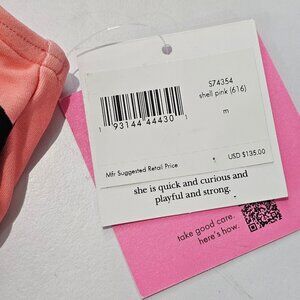 S74354
shell pink (616)
1 93144 44430 1
m
Mfr Suggested Retail Price
USD $135.00
she is quick and curious and
playful and strong.
take good care.
here's how.